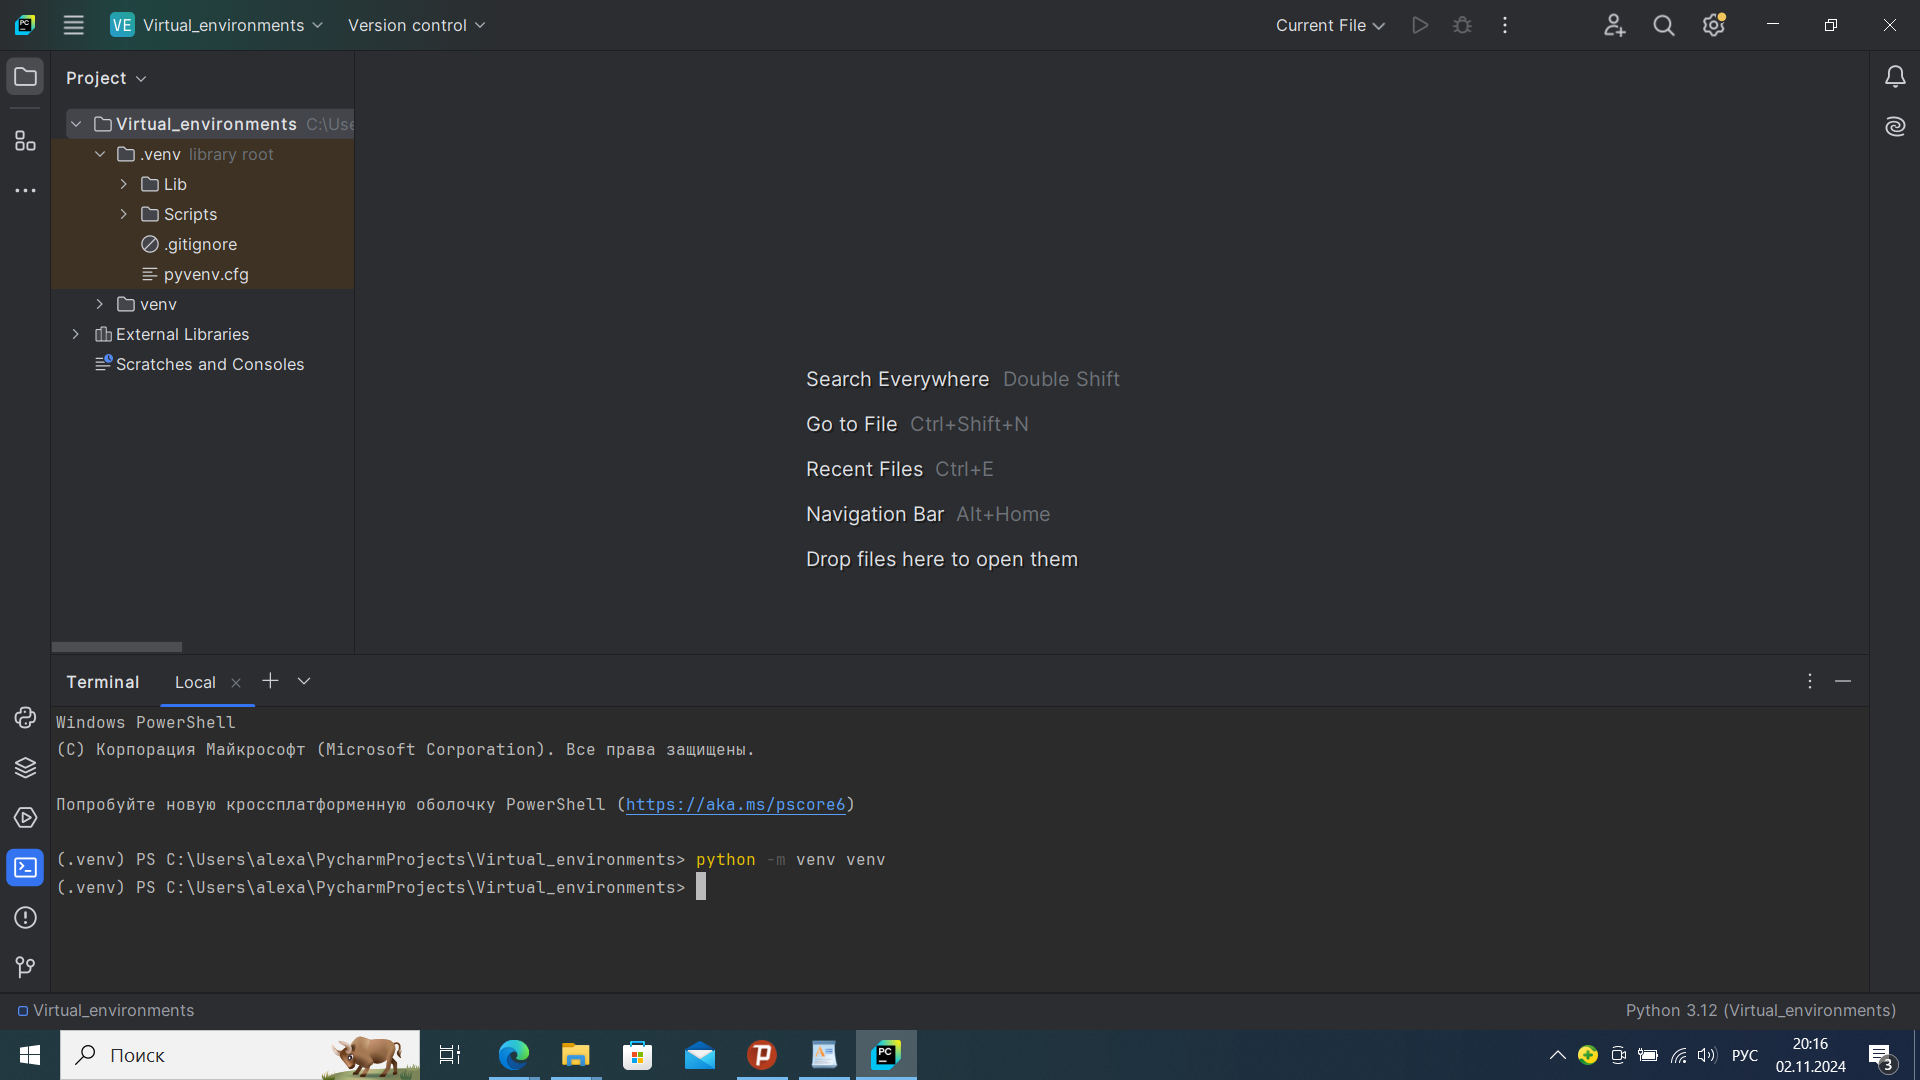 VE Virtual_environments Version control Current File
Project
Virtual_environments C:\Use
.venv library root
Lib
Scripts
.gitignore
pyvenv.cfg
venv
External Libraries
Scratches and Consoles
Search Everywhere Double Shift
Go to File Ctrl+Shift+N
Recent Files Ctrl+E
Navigation Bar Alt+Home
Drop files here to open them
Terminal Local
Windows PowerShell
(C) Корпорация Майкрософт (Microsoft Corporation). Все права защищены.
Попробуйте новую кроссплатформенную оболочку PowerShell (https://aka.ms/pscore6)
(.venv) PS C:\Users\alexa\PycharmProjects\Virtual_environments> python -m venv venv
(.venv) PS C:\Users\alexa\PycharmProjects\Virtual_environments>
Virtual_environments Python 3.12 (Virtual_environments)
Поиск PC РУС 20:16
02.11.2024 3